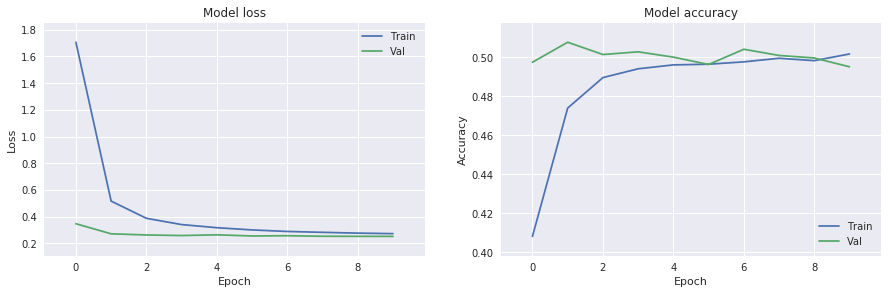 Model loss
1.8
1.6
1.4
1.2
1.0
0.8
0.6
0.4
0.2
Loss
0 2 4 6 8
Epoch
Train
Val
Model accuracy
0.50
0.48
0.46
0.44
0.42
0.40
Accuracy
0 2 4 6 8
Epoch
Train
Val